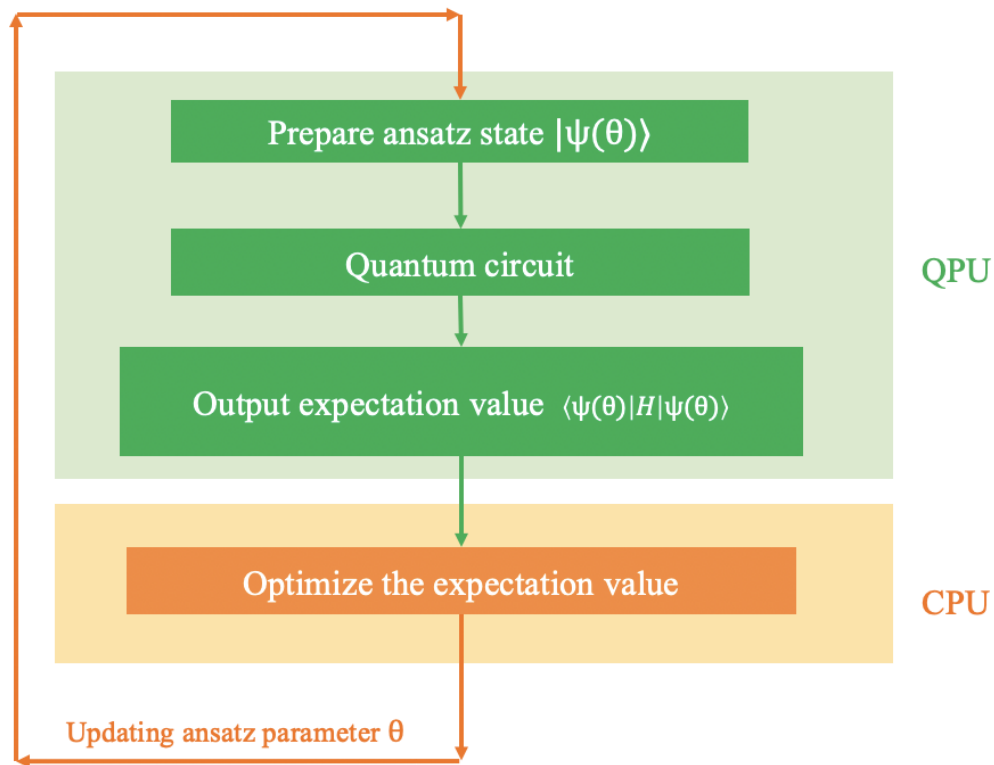 Prepare ansatz state |ψ(θ)⟩
Quantum circuit
QPU
Output expectation value ⟨ψ(θ)|H|ψ(θ)⟩
Optimize the expectation value
CPU
Updating ansatz parameter θ